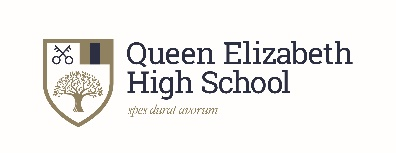 Queen Elizabeth
High School
spes durat avorum